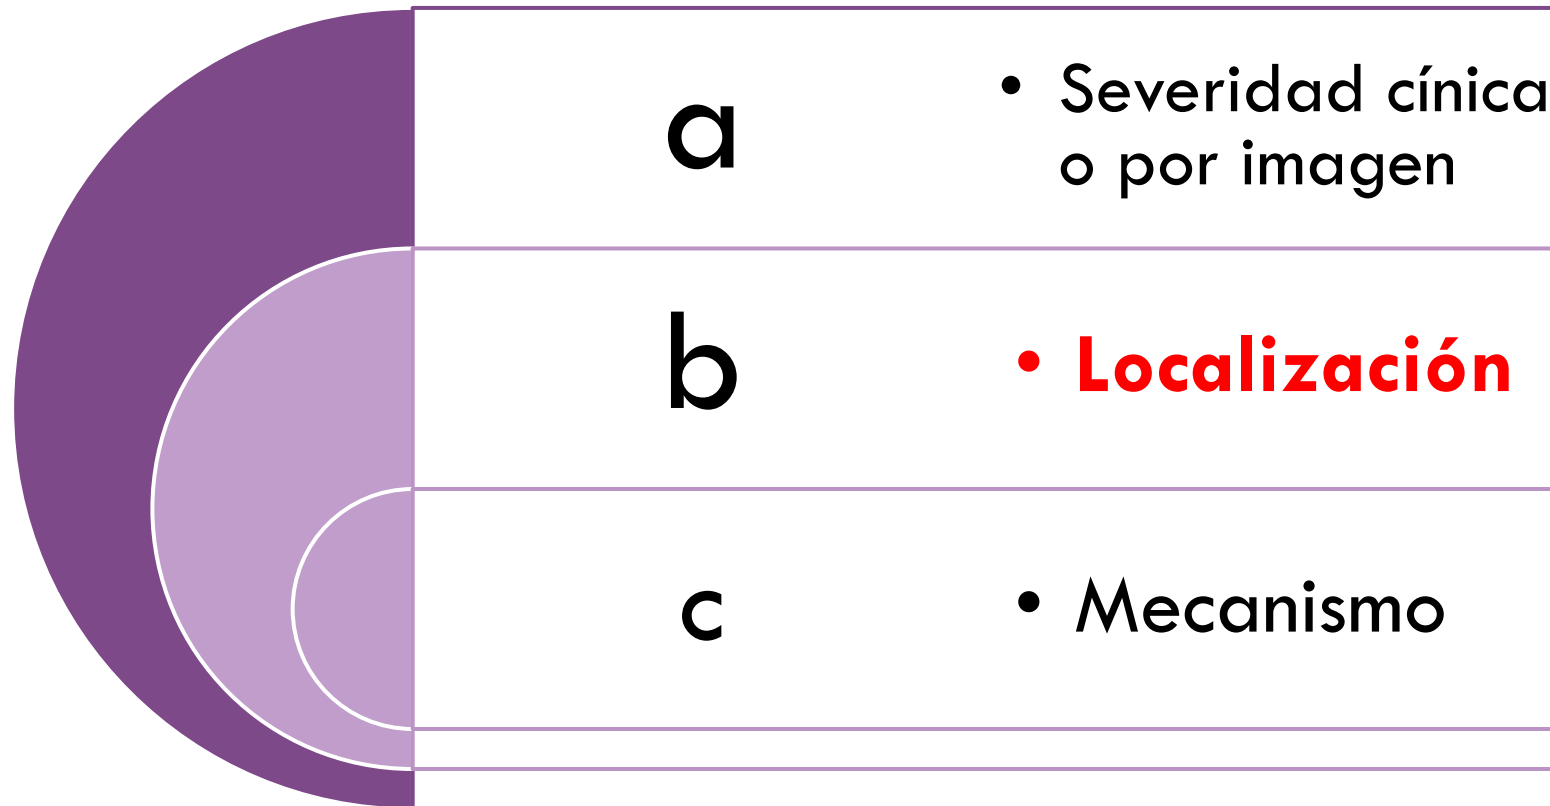 a
• Severidad cínica
o por imagen
b
• Localización
c
• Mecanismo